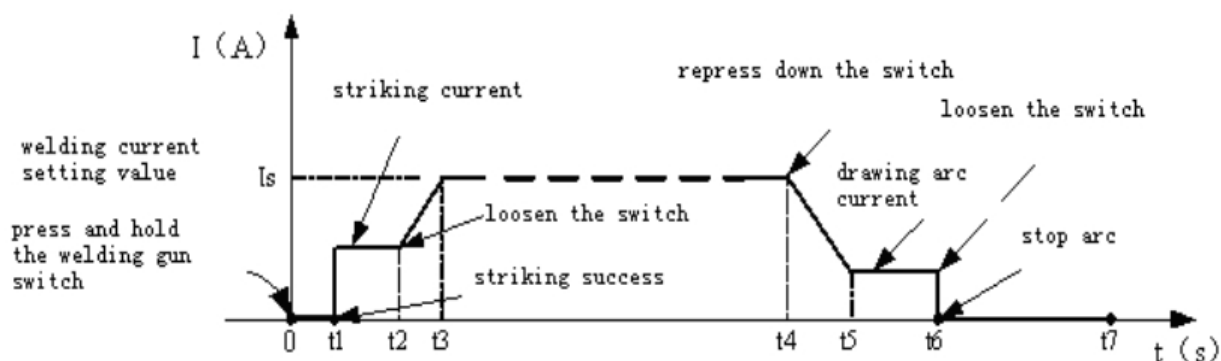 I (A)
repress down the switch
striking current
loosen the switch
welding current
setting value
Is
drawing arc
current
press and hold
the welding gun
switch
loosen the switch
stop arc
striking success
0
t1
t2
t3
t4
t5
t6
t7
t (s)